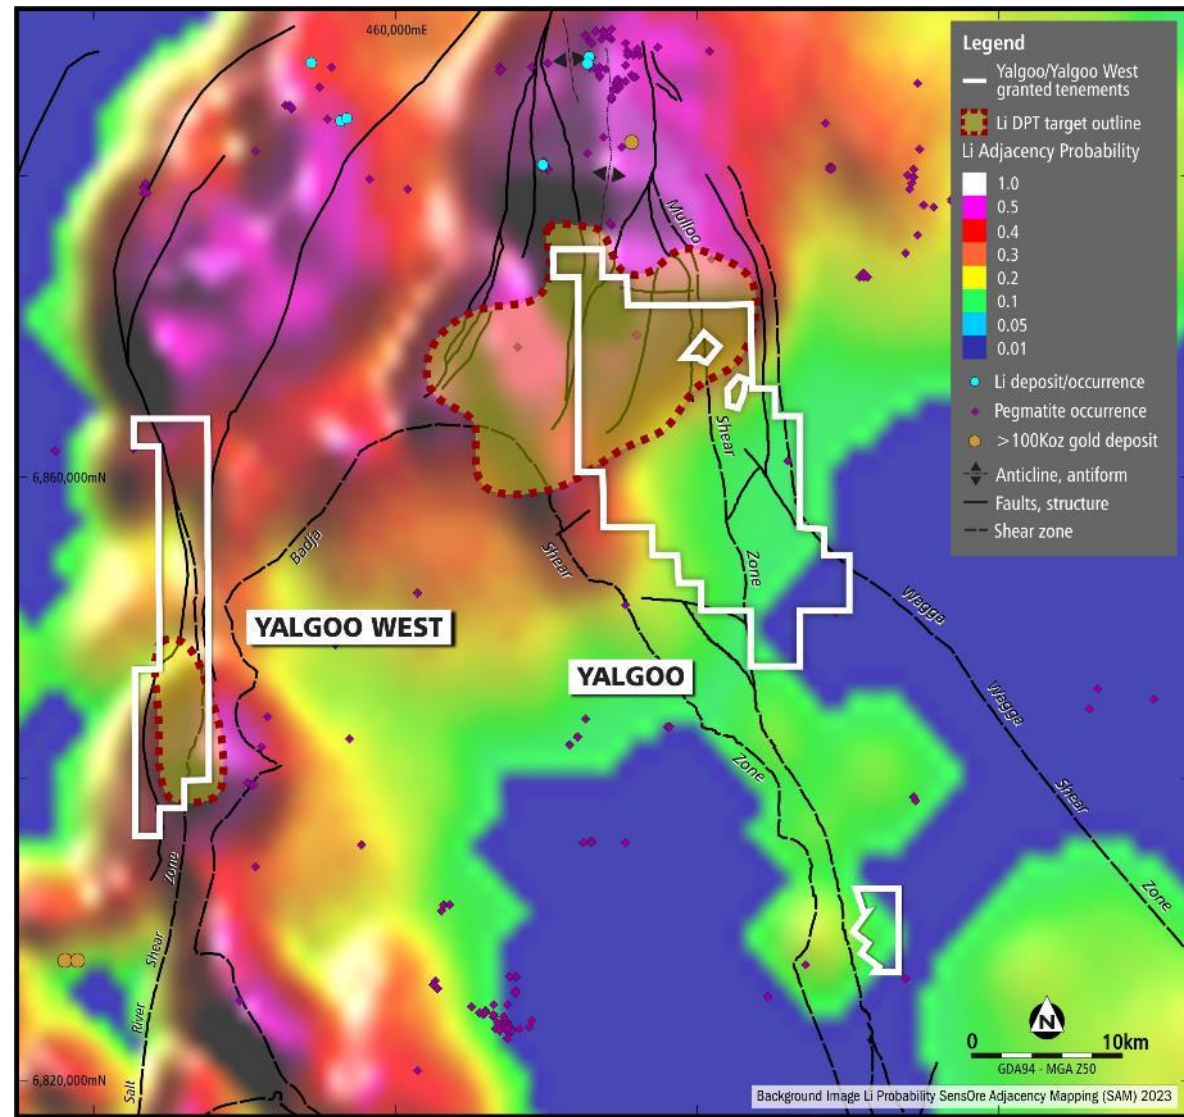 460,000mE
Legend
Yalgoo/Yalgoo West
granted tenements
Li DPT target outline
Li Adjacency Probability
1.0
0.5
0.4
0.3
0.2
0.1
0.05
0.01
Li deposit/occurrence
Pegmatite occurrence
>100Koz gold deposit
Anticline, antiform
Faults, structure
Shear zone
Mulloo
Shear
Zone
6,860,000mN
Badja
Shear
Zone
YALGOO WEST
YALGOO
Wagga
Wagga
Shear
Zone
Zone
Shear
River
Salt
6,820,000mN
N
0 10km
GDA94 - MGA Z50
Background Image Li Probability SensOre Adjacency Mapping (SAM) 2023